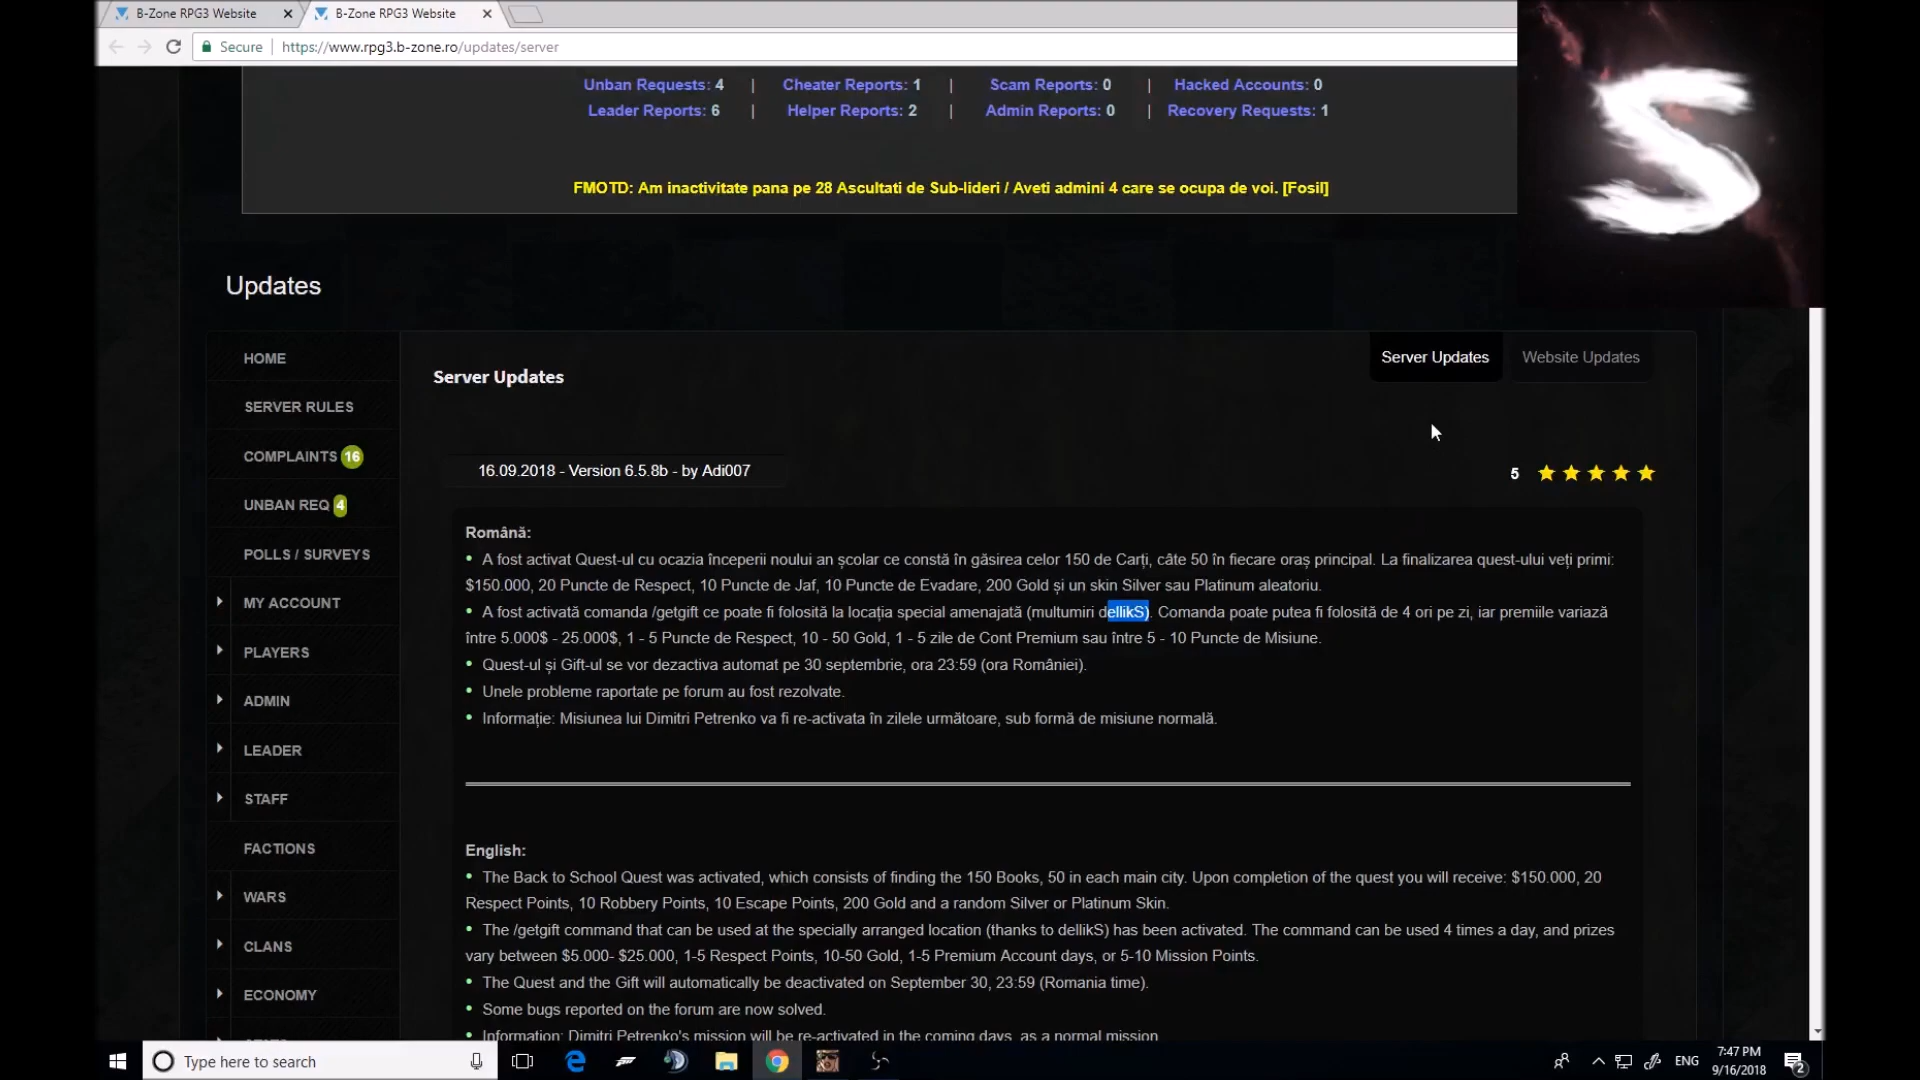 B-Zone RPG3 Website
B-Zone RPG3 Website
Secure
https://www.rpg3.b-zone.ro/updates/server
Unban Requests: 4 | Cheater Reports: 1 | Scam Reports: 0 | Hacked Accounts: 0
Leader Reports: 6 | Helper Reports: 2 | Admin Reports: 0 | Recovery Requests: 1
FMOTD: Am inactivitate pana pe 28 Ascultati de Sub-lideri / Aveti admini 4 care se ocupa de voi. [Fosil]
S
Updates
HOME
SERVER RULES
COMPLAINTS 16
UNBAN REQ 4
POLLS / SURVEYS
MY ACCOUNT
PLAYERS
ADMIN
LEADER
STAFF
FACTIONS
WARS
CLANS
ECONOMY
Server Updates
Website Updates
Server Updates
16.09.2018 - Version 6.5.8b - by Adi007
5
Română:
• A fost activat Quest-ul cu ocazia începerii noului an școlar ce constă în găsirea celor 150 de Carți, câte 50 în fiecare oraș principal. La finalizarea quest-ului veți primi:
$150.000, 20 Puncte de Respect, 10 Puncte de Jaf, 10 Puncte de Evadare, 200 Gold și un skin Silver sau Platinum aleatoriu.
• A fost activată comanda /getgift ce poate fi folosită la locația special amenajată (multumiri dellikS). Comanda poate putea fi folosită de 4 ori pe zi, iar premiile variază
între 5.000$ - 25.000$, 1 - 5 Puncte de Respect, 10 - 50 Gold, 1 - 5 zile de Cont Premium sau între 5 - 10 Puncte de Misiune.
• Quest-ul și Gift-ul se vor dezactiva automat pe 30 septembrie, ora 23:59 (ora României).
• Unele probleme raportate pe forum au fost rezolvate.
• Informație: Misiunea lui Dimitri Petrenko va fi re-activata în zilele următoare, sub formă de misiune normală.
English:
• The Back to School Quest was activated, which consists of finding the 150 Books, 50 in each main city. Upon completion of the quest you will receive: $150.000, 20
Respect Points, 10 Robbery Points, 10 Escape Points, 200 Gold and a random Silver or Platinum Skin.
• The /getgift command that can be used at the specially arranged location (thanks to dellikS) has been activated. The command can be used 4 times a day, and prizes
vary between $5.000- $25.000, 1-5 Respect Points, 10-50 Gold, 1-5 Premium Account days, or 5-10 Mission Points.
• The Quest and the Gift will automatically be deactivated on September 30, 23:59 (Romania time).
• Some bugs reported on the forum are now solved.
• Information: Dimitri Petrenko's mission will be re-activated in the coming days, as a normal mission
Type here to search
ENG
7:47 PM
9/16/2018
2